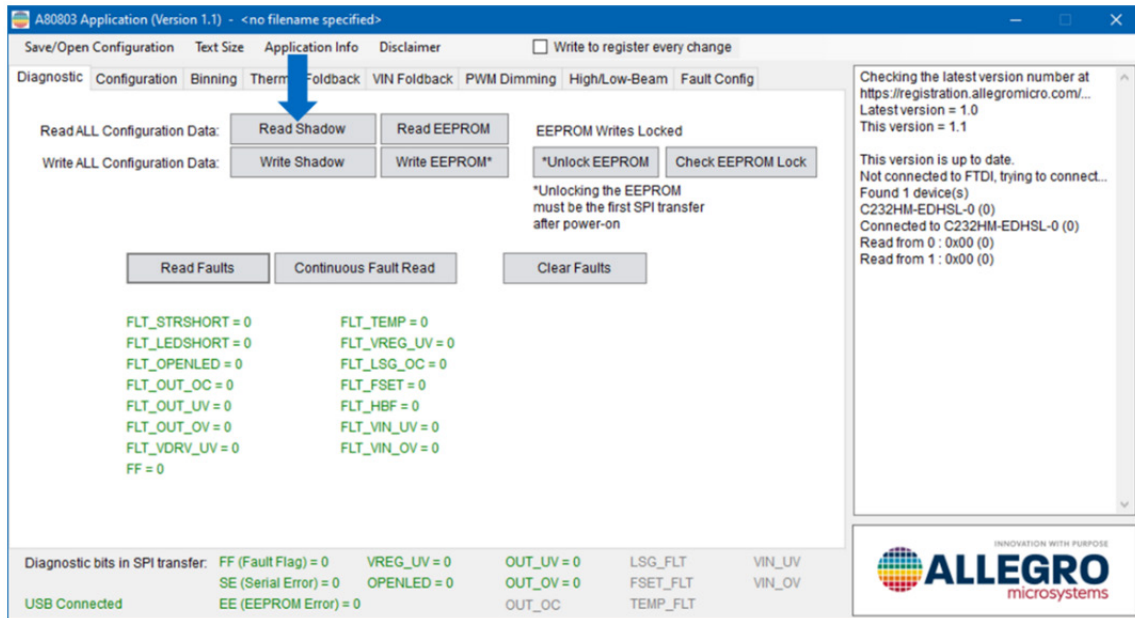 A80803 Application (Version 1.1) - <no filename specified>
Save/Open Configuration Text Size Application Info Disclaimer Write to register every change
Diagnostic Configuration Binning Therm Foldback VIN Foldback PWM Dimming High/Low-Beam Fault Config
Read ALL Configuration Data: Read Shadow Read EEPROM EEPROM Writes Locked
Write ALL Configuration Data: Write Shadow Write EEPROM* *Unlock EEPROM Check EEPROM Lock
*Unlocking the EEPROM
must be the first SPI transfer
after power-on
Read Faults Continuous Fault Read Clear Faults
FLT_STRSHORT = 0 FLT_TEMP = 0
FLT_LEDSHORT = 0 FLT_VREG_UV = 0
FLT_OPENLED = 0 FLT_LSG_OC = 0
FLT_OUT_OC = 0 FLT_FSET = 0
FLT_OUT_UV = 0 FLT_HBF = 0
FLT_OUT_OV = 0 FLT_VIN_UV = 0
FLT_VDRV_UV = 0 FLT_VIN_OV = 0
FF = 0
Diagnostic bits in SPI transfer: FF (Fault Flag) = 0 VREG_UV = 0 OUT_UV = 0 LSG_FLT VIN_UV
SE (Serial Error) = 0 OPENLED = 0 OUT_OV = 0 FSET_FLT VIN_OV
USB Connected EE (EEPROM Error) = 0 OUT_OC TEMP_FLT
Checking the latest version number at
https://registration.allegromicro.com/...
Latest version = 1.0
This version = 1.1
This version is up to date.
Not connected to FTDI, trying to connect...
Found 1 device(s)
C232HM-EDHSL-0 (0)
Connected to C232HM-EDHSL-0 (0)
Read from 0 : 0x00 (0)
Read from 1 : 0x00 (0)
INNOVATION WITH PURPOSE
ALLEGRO
microsystems